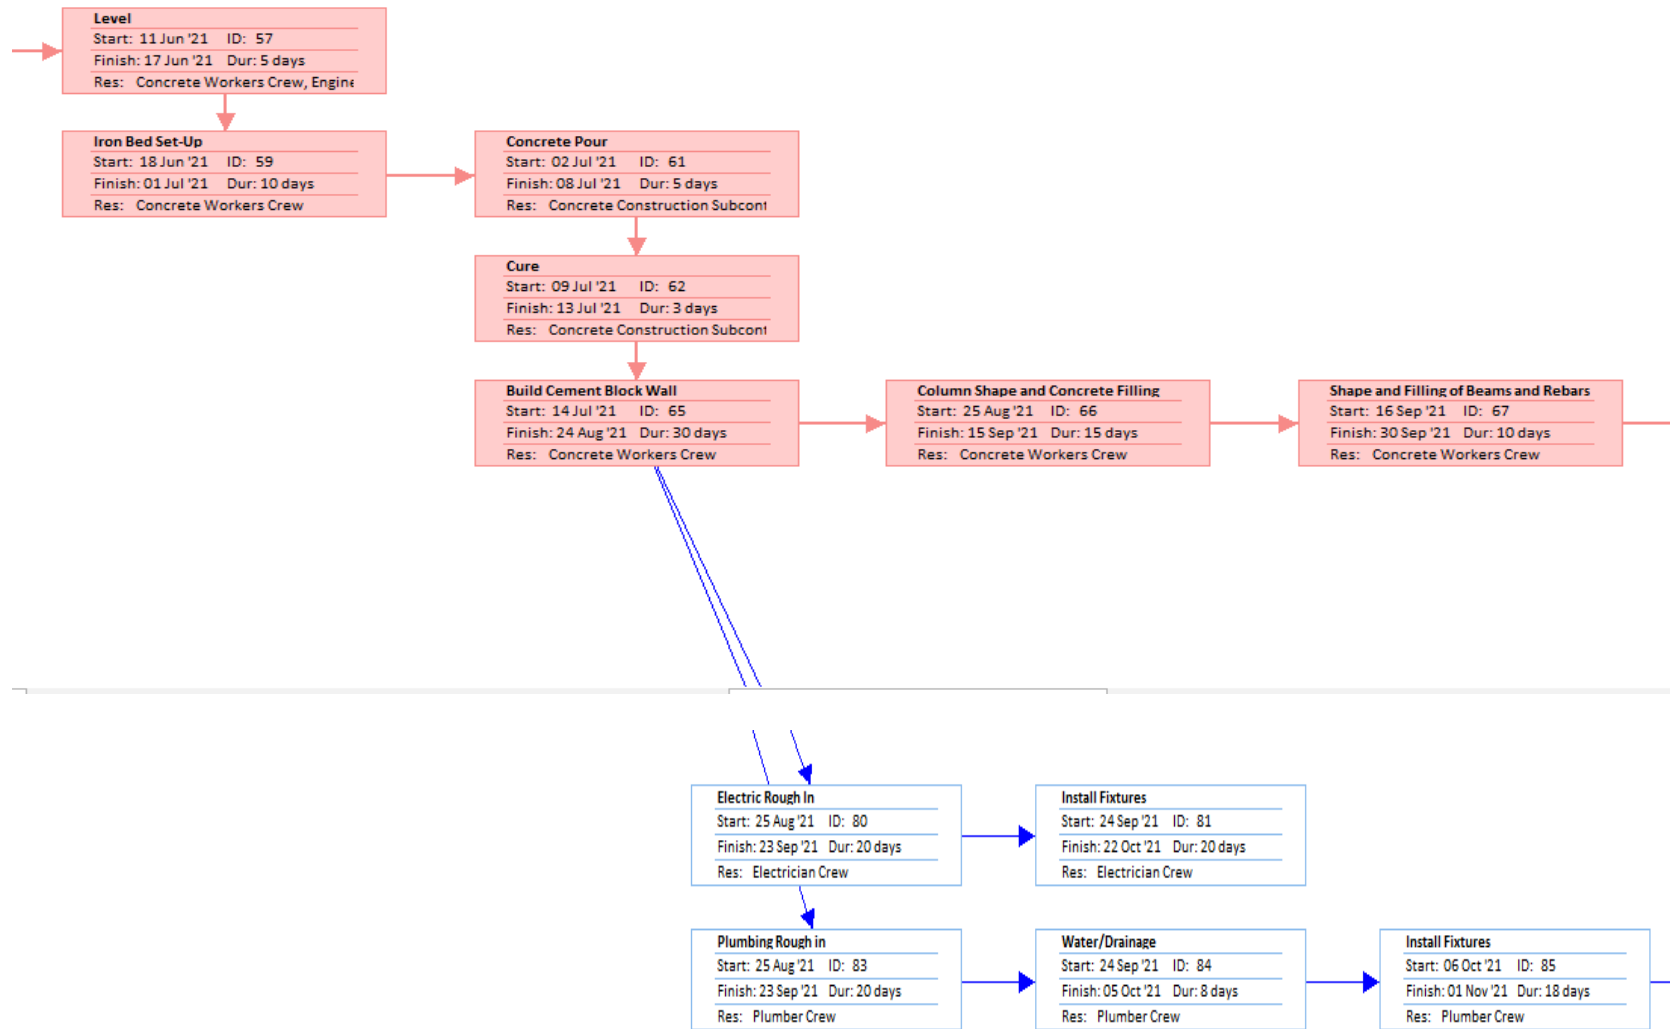 Level
Start: 11 Jun '21 ID: 57
Finish: 17 Jun '21 Dur: 5 days
Res: Concrete Workers Crew, Engine
Iron Bed Set-Up
Start: 18 Jun '21 ID: 59
Finish: 01 Jul '21 Dur: 10 days
Res: Concrete Workers Crew
Concrete Pour
Start: 02 Jul '21 ID: 61
Finish: 08 Jul '21 Dur: 5 days
Res: Concrete Construction Subcont
Cure
Start: 09 Jul '21 ID: 62
Finish: 13 Jul '21 Dur: 3 days
Res: Concrete Construction Subcont
Build Cement Block Wall
Start: 14 Jul '21 ID: 65
Finish: 24 Aug '21 Dur: 30 days
Res: Concrete Workers Crew
Column Shape and Concrete Filling
Start: 25 Aug '21 ID: 66
Finish: 15 Sep '21 Dur: 15 days
Res: Concrete Workers Crew
Shape and Filling of Beams and Rebars
Start: 16 Sep '21 ID: 67
Finish: 30 Sep '21 Dur: 10 days
Res: Concrete Workers Crew
Electric Rough In
Start: 25 Aug '21 ID: 80
Finish: 23 Sep '21 Dur: 20 days
Res: Electrician Crew
Install Fixtures
Start: 24 Sep '21 ID: 81
Finish: 22 Oct '21 Dur: 20 days
Res: Electrician Crew
Plumbing Rough in
Start: 25 Aug '21 ID: 83
Finish: 23 Sep '21 Dur: 20 days
Res: Plumber Crew
Water/Drainage
Start: 24 Sep '21 ID: 84
Finish: 05 Oct '21 Dur: 8 days
Res: Plumber Crew
Install Fixtures
Start: 06 Oct '21 ID: 85
Finish: 01 Nov '21 Dur: 18 days
Res: Plumber Crew